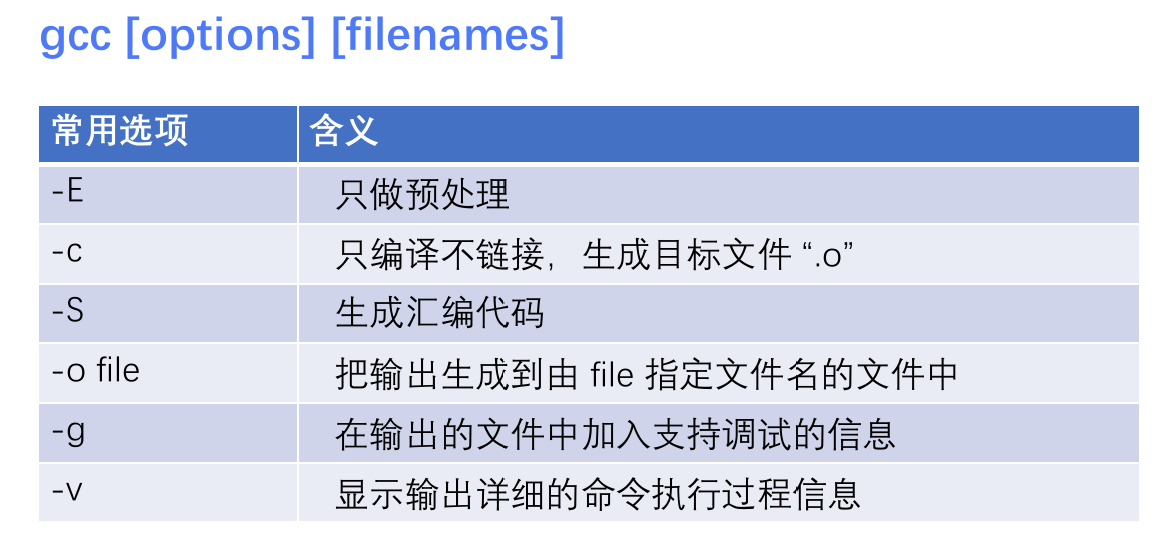 gcc [options] [filenames]
常用选项 含义
-E 只做预处理
-c 只编译不链接，生成目标文件 “.o”
-S 生成汇编代码
-o file 把输出生成到由 file 指定文件名的文件中
-g 在输出的文件中加入支持调试的信息
-v 显示输出详细的命令执行过程信息